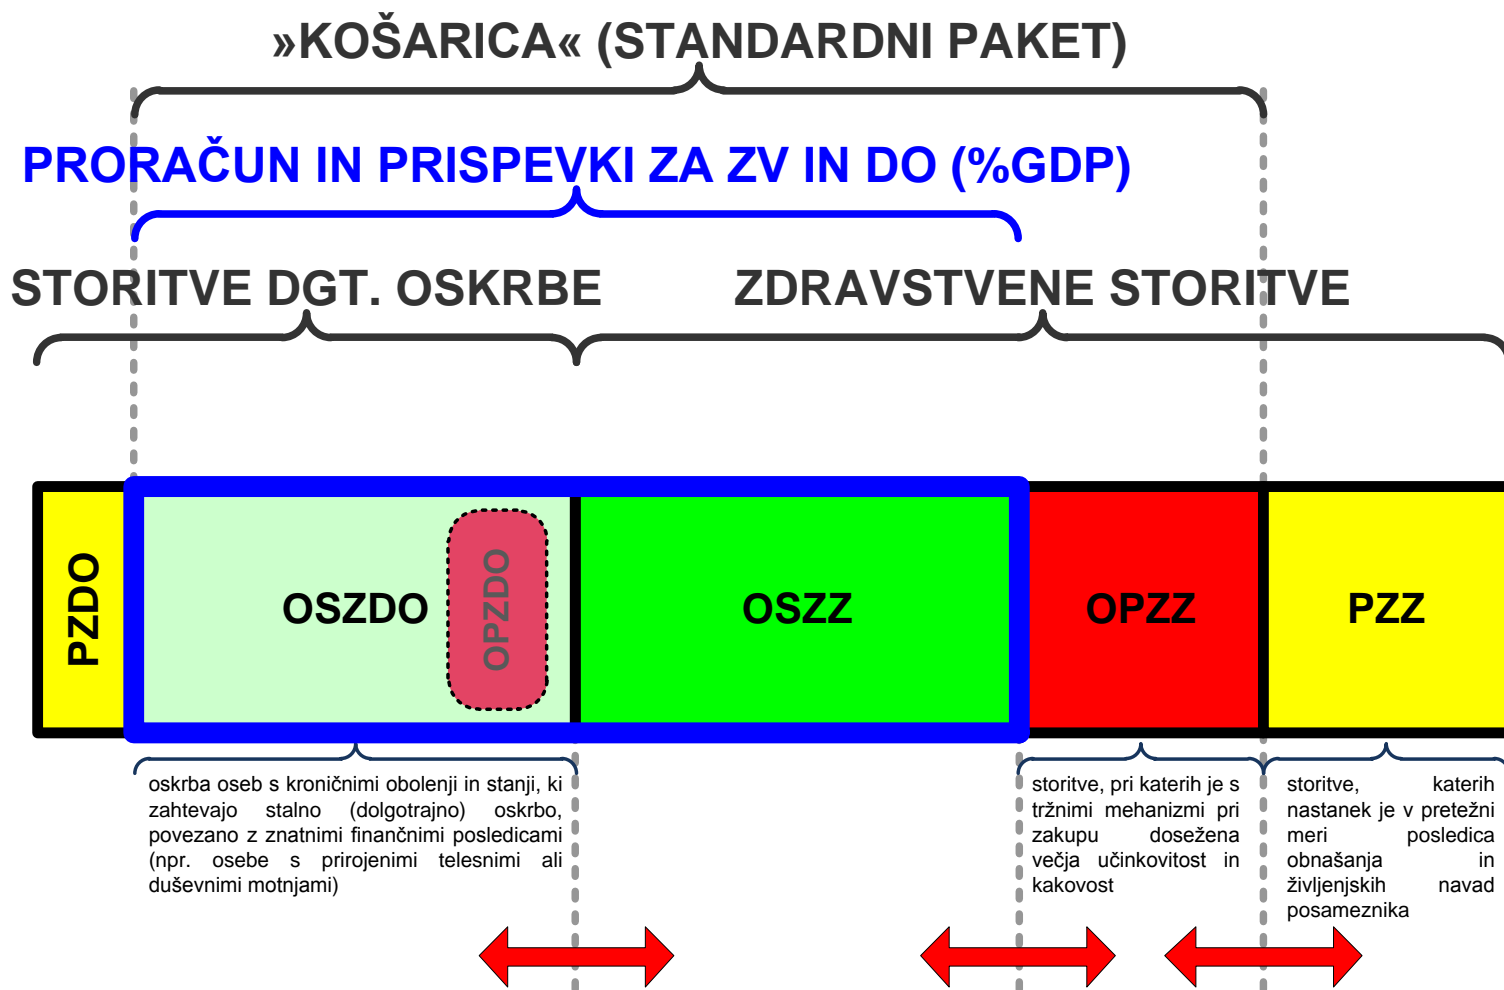 »KOŠARICA« (STANDARDNI PAKET)
PRORAČUN IN PRISPEVKI ZA ZV IN DO (%GDP)
STORITVE DGT. OSKRBE
ZDRAVSTVENE STORITVE
PZDO
OSZDO
OPZDO
OSZZ
OPZZ
PZZ
oskrba oseb s kroničnimi obolenji in stanji, ki
zahtevajo stalno (dolgotrajno) oskrbo,
povezano z znatnimi finančnimi posledicami
(npr. osebe s prirojenimi telesnimi ali
duševnimi motnjami)
storitve, pri katerih je s
tržnimi mehanizmi pri
zakupu dosežena
večja učinkovitost in
kakovost
storitve, katerih
nastanek je v pretežni
meri posledica
obnašanja in
življenjskih navad
posameznika